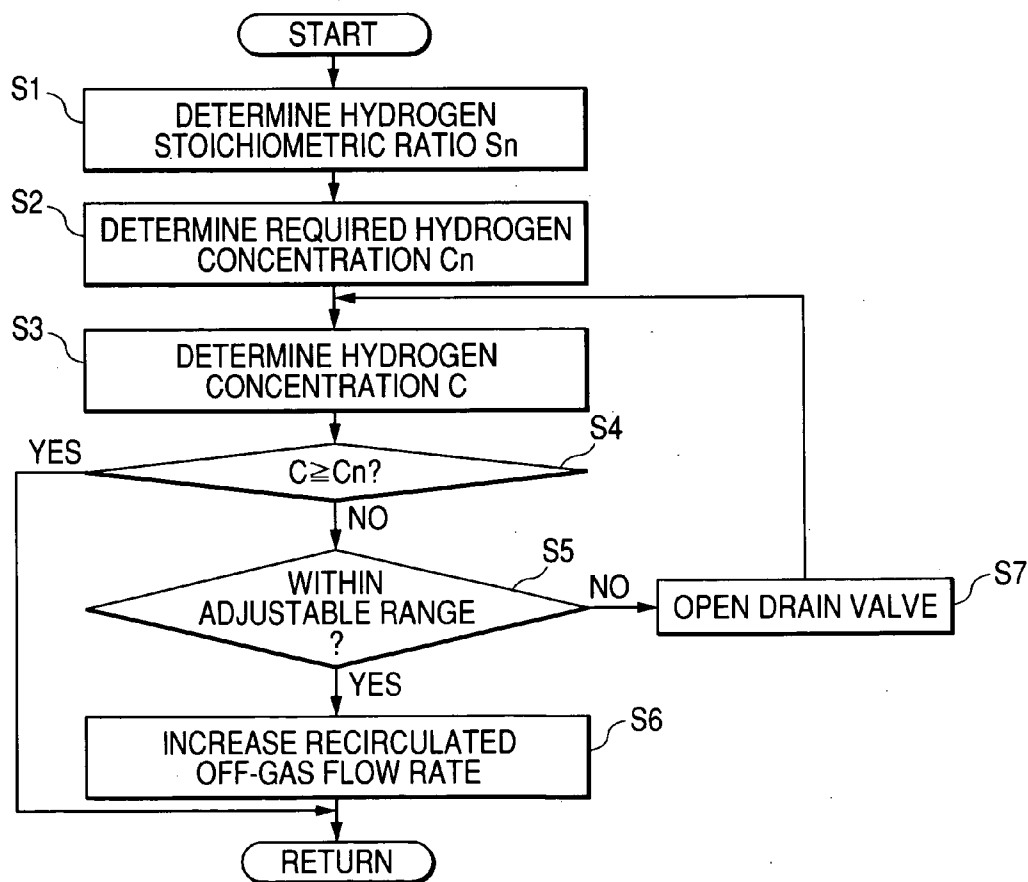 START
S1
DETERMINE HYDROGEN
STOICHIOMETRIC RATIO Sn
S2
DETERMINE REQUIRED HYDROGEN
CONCENTRATION Cn
S3
DETERMINE HYDROGEN
CONCENTRATION C
S4
YES
C≧Cn?
NO
S5
WITHIN
ADJUSTABLE RANGE
?
NO
S7
OPEN DRAIN VALVE
YES
S6
INCREASE RECIRCULATED
OFF-GAS FLOW RATE
RETURN